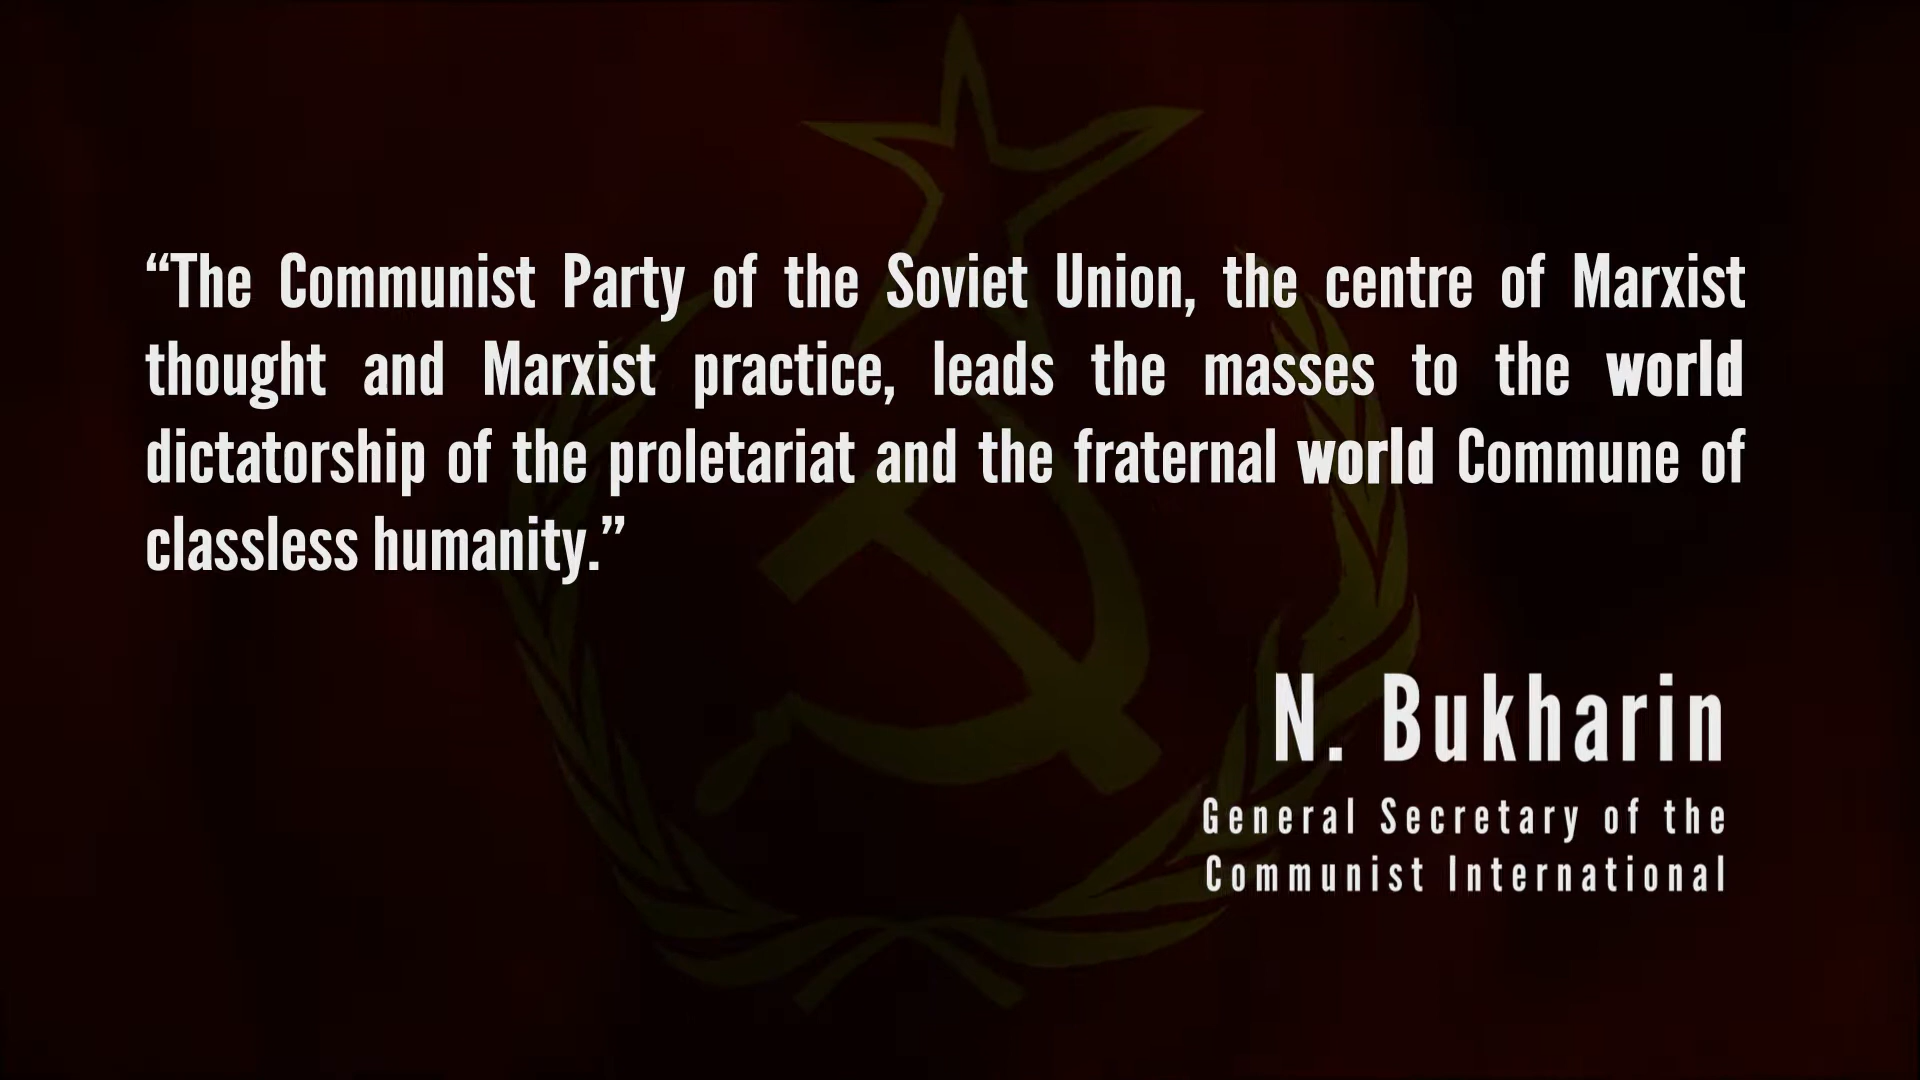 “The Communist Party of the Soviet Union, the centre of Marxist
thought and Marxist practice, leads the masses to the world
dictatorship of the proletariat and the fraternal world Commune of
classless humanity.”
N. Bukharin
General Secretary of the
Communist International